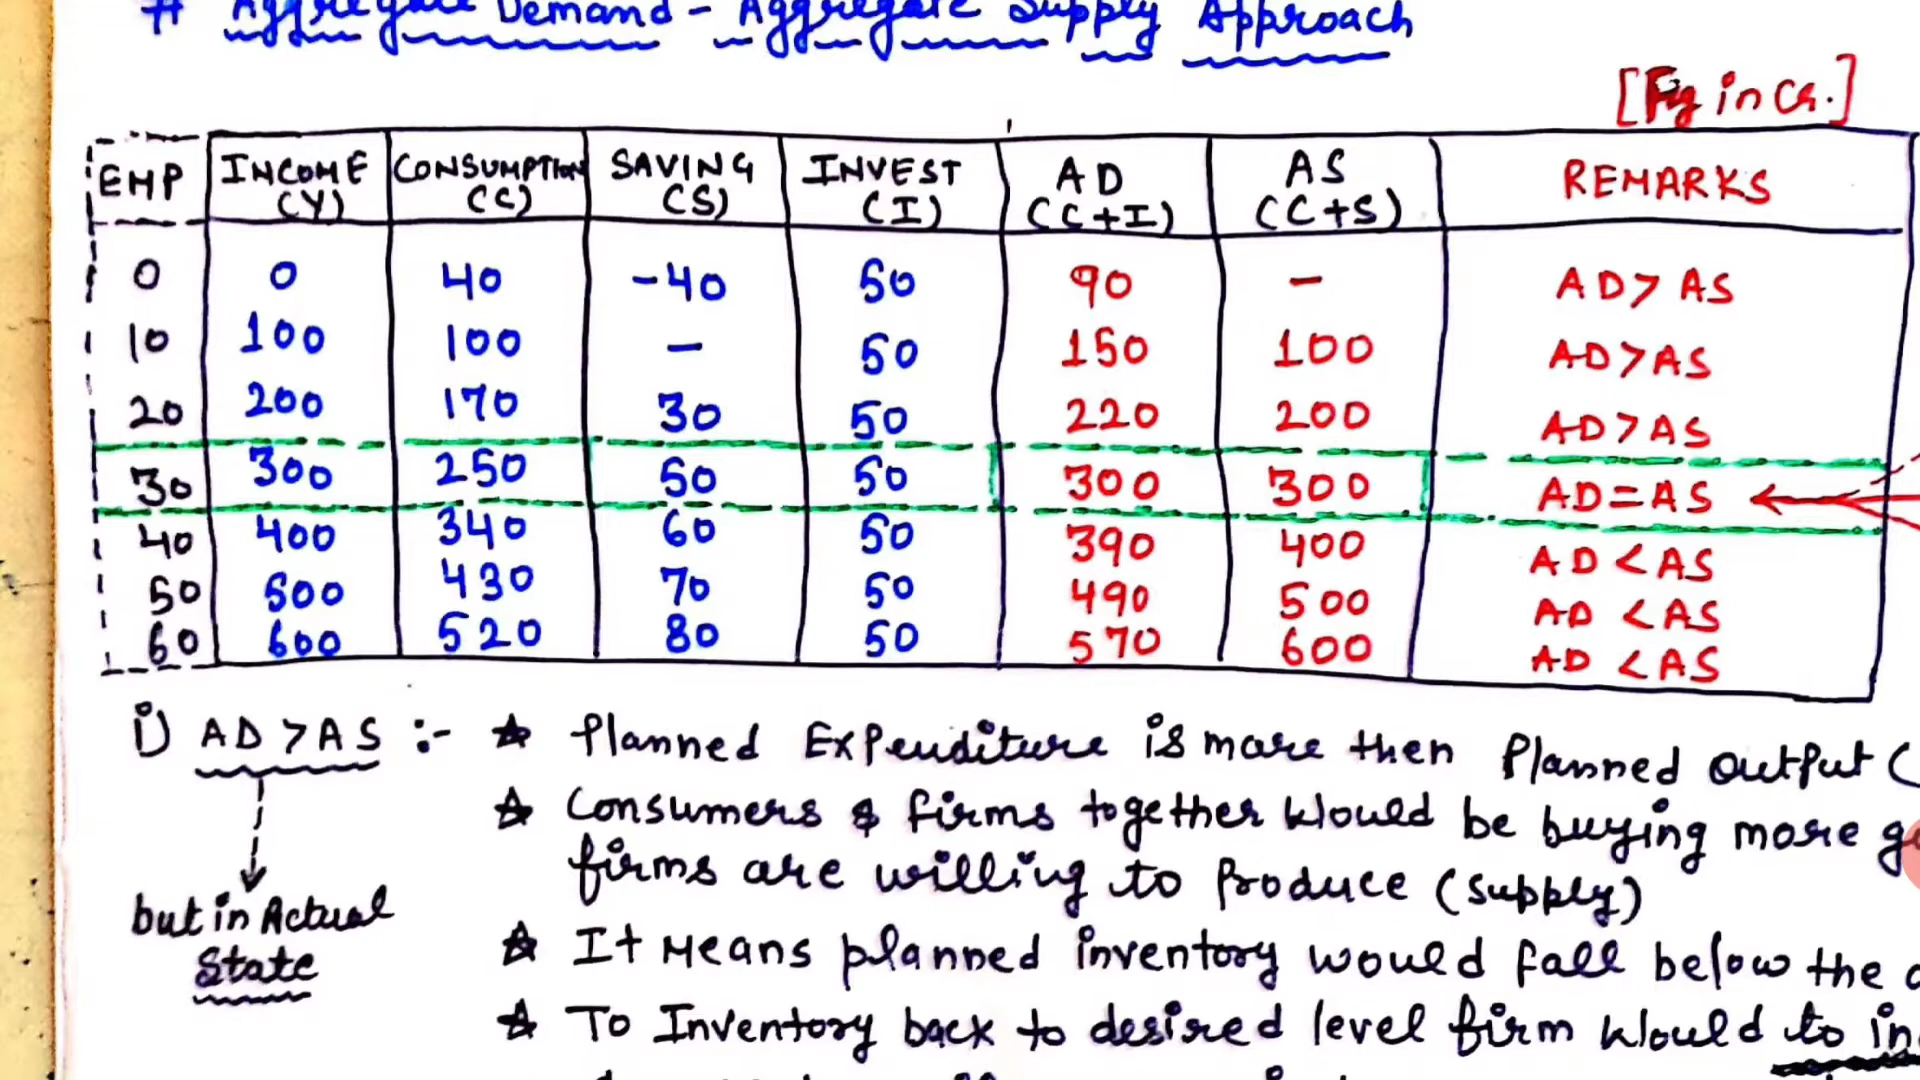 # Aggregate Demand - Aggregate Supply Approach
[Fig in Cr.]
EMP INCOME (Y) CONSUMPTION (C) SAVING (S) INVEST (I) AD (C+I) AS (C+S) REMARKS
0 0 40 -40 50 90 - AD > AS
10 100 100 - 50 150 100 AD > AS
20 200 170 30 50 220 200 AD > AS
30 300 250 50 50 300 300 AD = AS
40 400 340 60 50 390 400 AD < AS
50 500 430 70 50 490 500 AD < AS
60 600 520 80 50 570 600 AD < AS
i) AD > AS :- ☆ Planned Expenditure is more then Planned output (
☆ Consumers & firms together would be buying more
firms are willing to Produce (supply)
but in Actual
State
☆ It Means planned inventory would fall below the
☆ To Inventory back to desired level firm would to